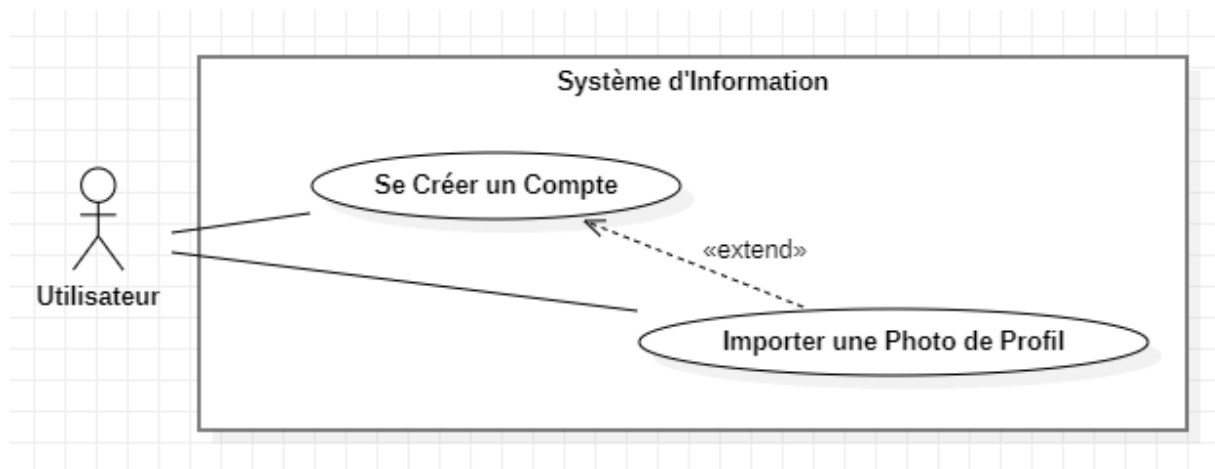 Système d'Information
Se Créer un Compte
«extend»
Utilisateur
Importer une Photo de Profil